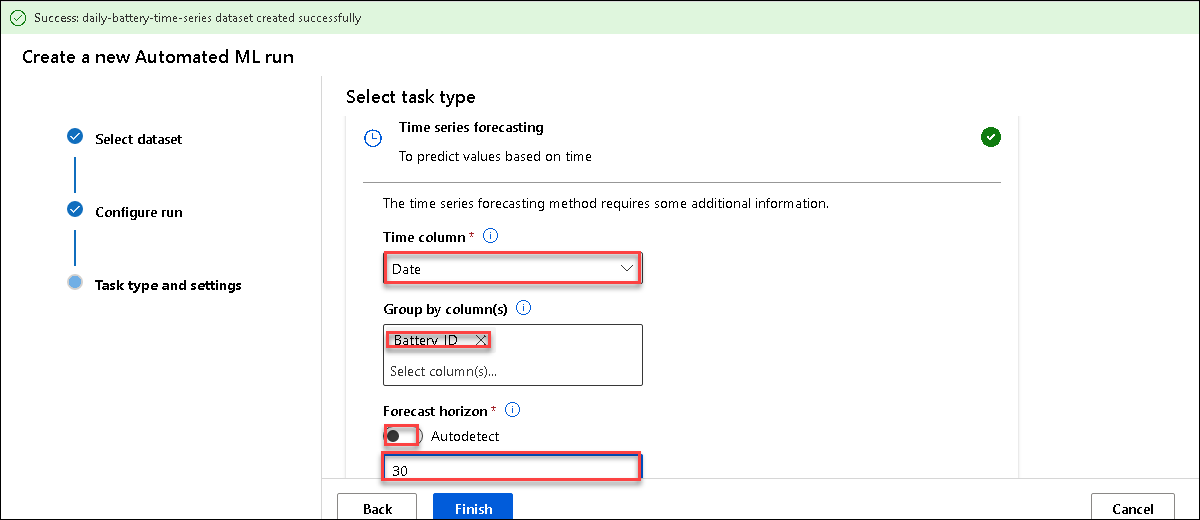 Success: daily-battery-time-series dataset created successfully
Create a new Automated ML run
Select dataset
Configure run
Task type and settings
Select task type
Time series forecasting
To predict values based on time
The time series forecasting method requires some additional information.
Time column *
Date
Group by column(s)
Battery_ID
Select column(s)...
Forecast horizon *
Autodetect
30
Back
Finish
Cancel